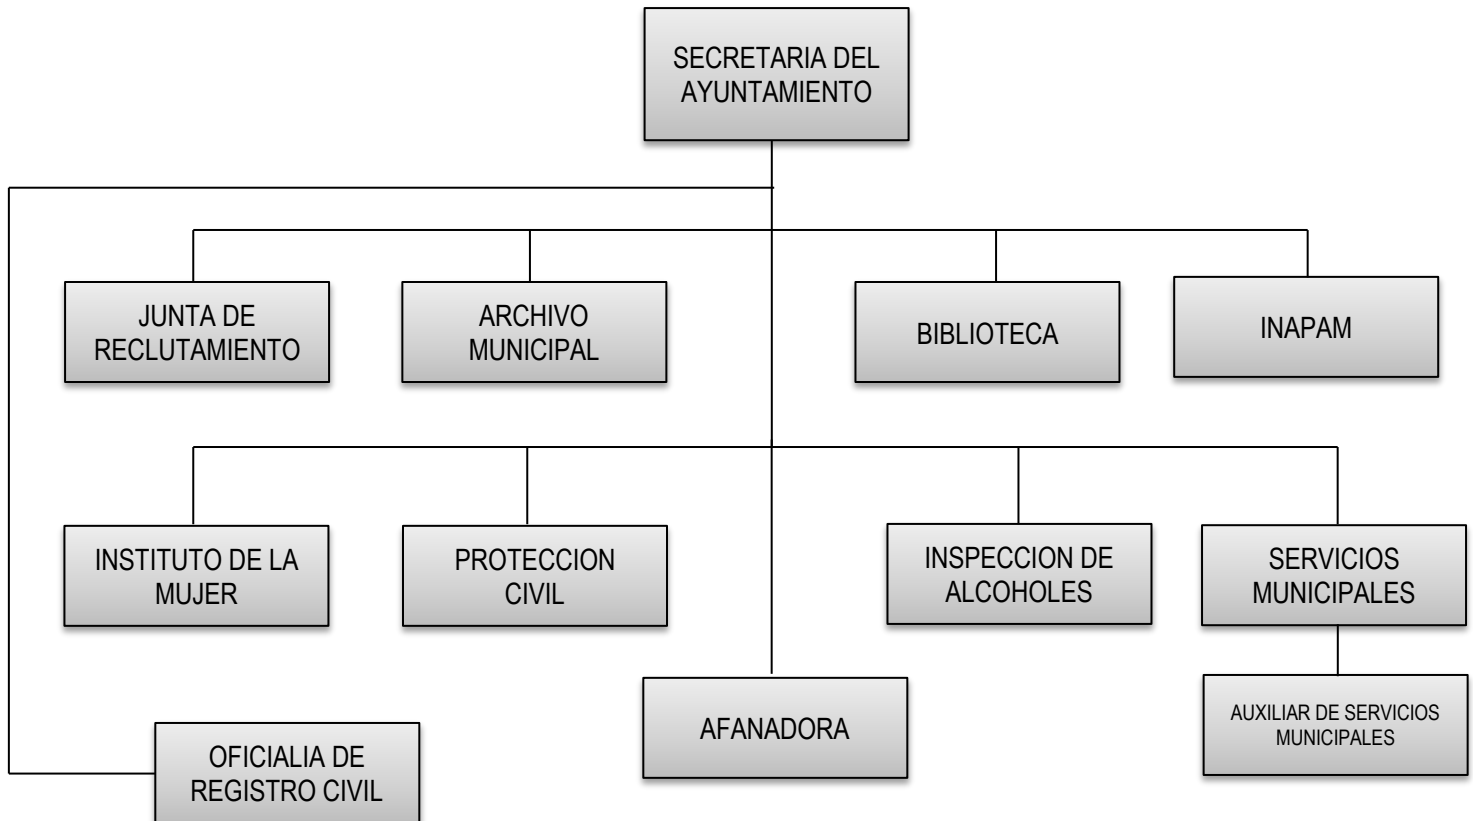 SECRETARIA DEL
AYUNTAMIENTO
JUNTA DE
RECLUTAMIENTO
ARCHIVO
MUNICIPAL
BIBLIOTECA
INAPAM
INSTITUTO DE LA
MUJER
PROTECCION
CIVIL
INSPECCION DE
ALCOHOLES
SERVICIOS
MUNICIPALES
OFICIALIA DE
REGISTRO CIVIL
AFANADORA
AUXILIAR DE SERVICIOS
MUNICIPALES